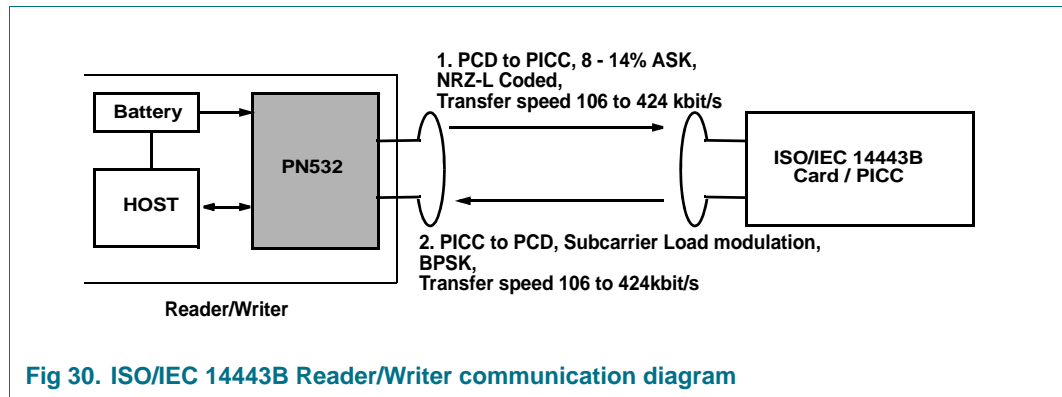 1. PCD to PICC, 8 - 14% ASK,
NRZ-L Coded,
Transfer speed 106 to 424 kbit/s
Battery
PN532
HOST
ISO/IEC 14443B
Card / PICC
2. PICC to PCD, Subcarrier Load modulation,
BPSK,
Transfer speed 106 to 424kbit/s
Reader/Writer
Fig 30. ISO/IEC 14443B Reader/Writer communication diagram